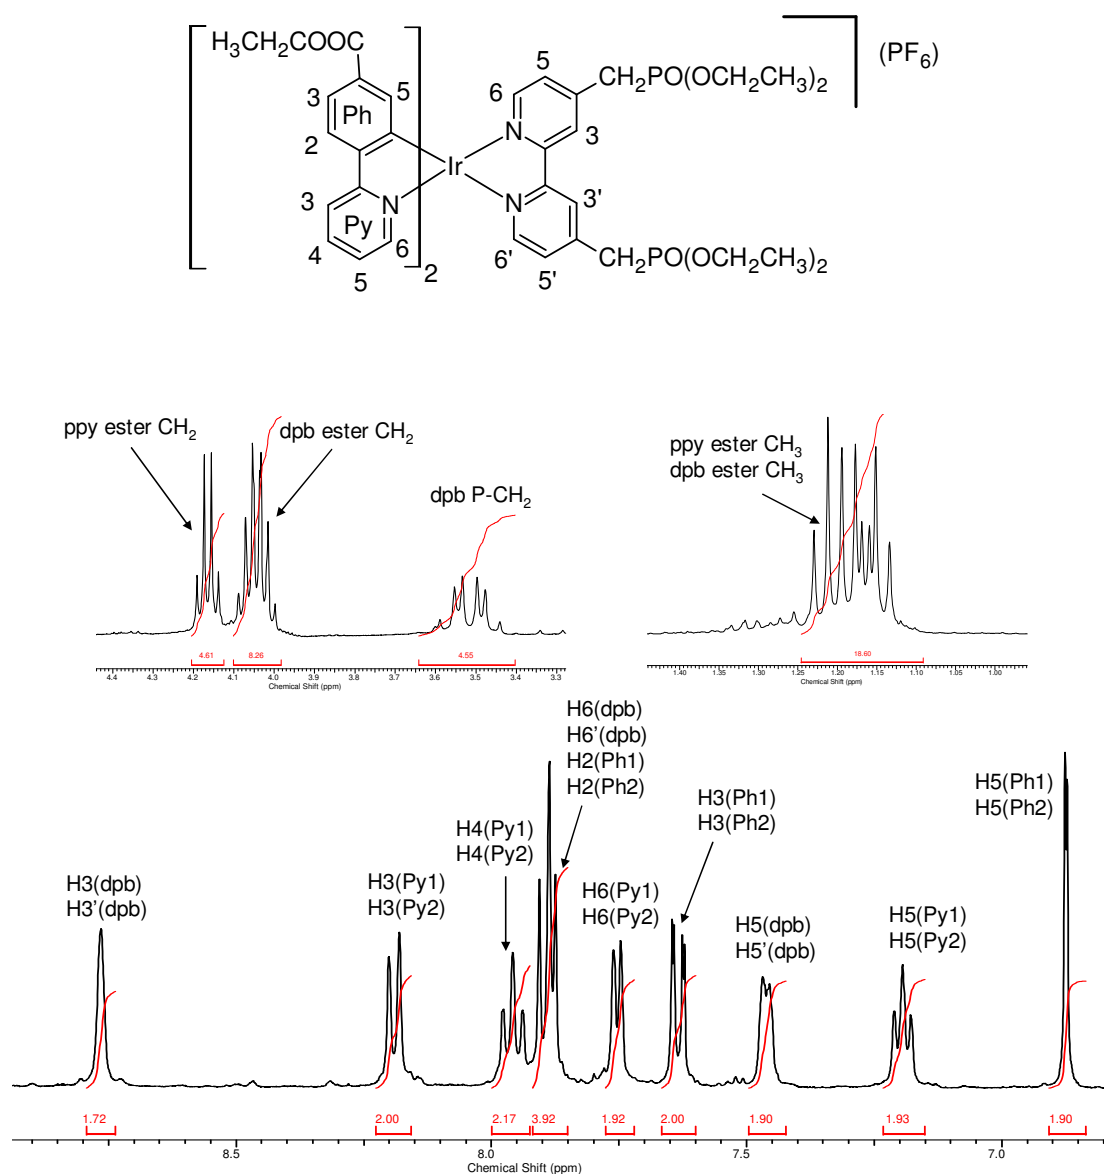 H3CH2COOC
(PF6)
3
5
Ph
2
3
N
Py
4
6
5
2
Ir
5
6
N
3
CH2PO(OCH2CH3)2
N
3'
6'
5'
CH2PO(OCH2CH3)2
ppy ester CH2
dpb ester CH2
dpb P-CH2
4.61
8.26
4.55
4.4 4.3 4.2 4.1 4.0 3.9 3.8 3.7 3.6 3.5 3.4 3.3
Chemical Shift (ppm)
ppy ester CH3
dpb ester CH3
18.60
1.40 1.35 1.30 1.25 1.20 1.15 1.10 1.05 1.00
Chemical Shift (ppm)
H3(dpb)
H3'(dpb)
H3(Py1)
H3(Py2)
H4(Py1)
H4(Py2)
H6(dpb)
H6'(dpb)
H2(Ph1)
H2(Ph2)
H6(Py1)
H6(Py2)
H3(Ph1)
H3(Ph2)
H5(dpb)
H5'(dpb)
H5(Py1)
H5(Py2)
H5(Ph1)
H5(Ph2)
1.72 2.00 2.17 3.92 1.92 2.00 1.90 1.93 1.90
8.5 8.0 7.5 7.0
Chemical Shift (ppm)